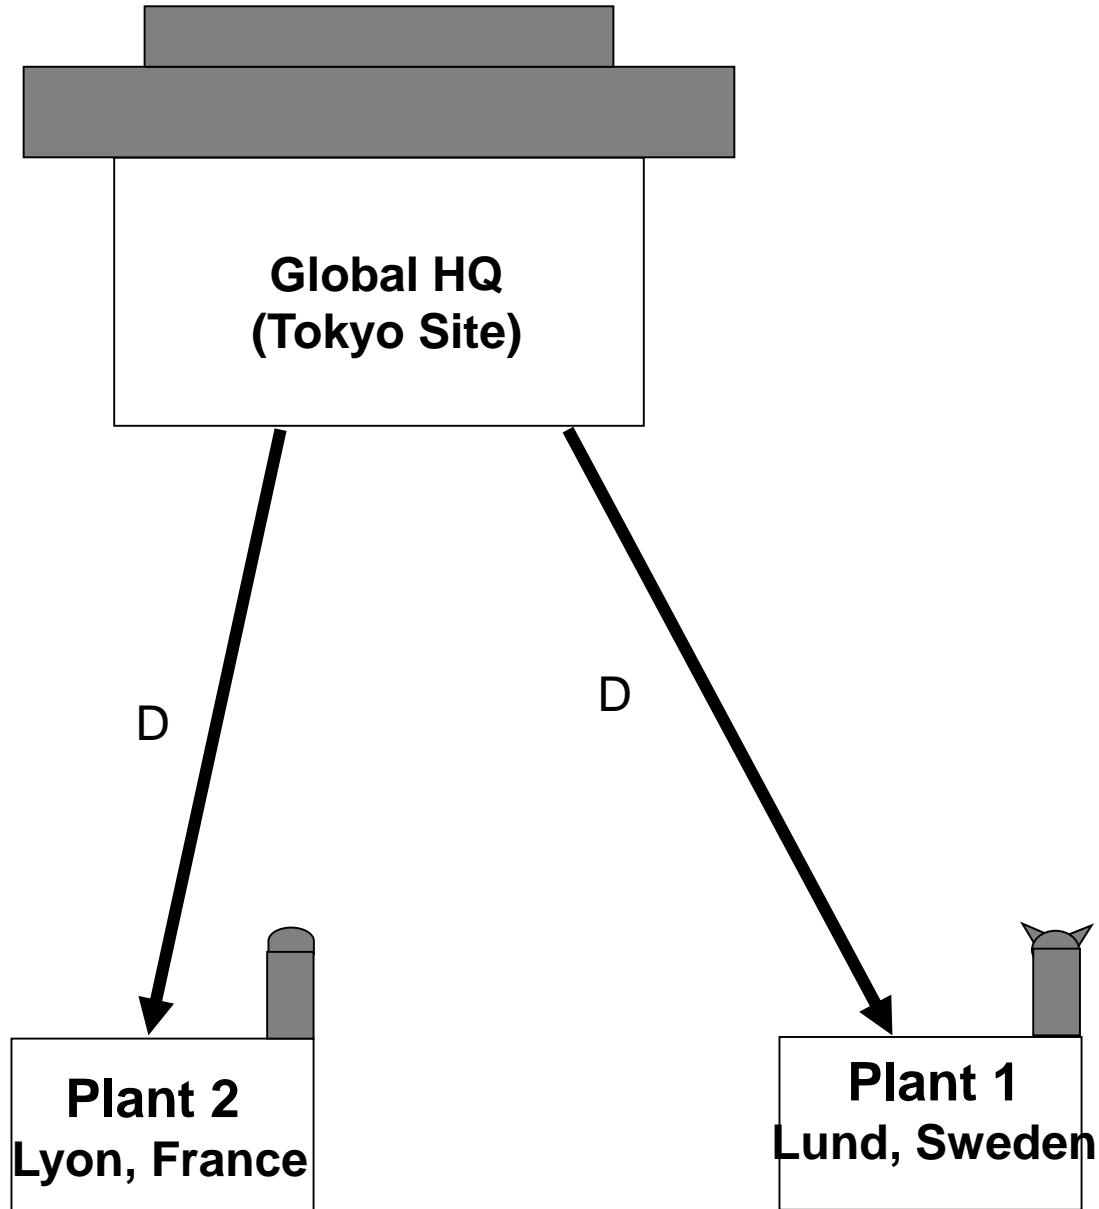 Global HQ
(Tokyo Site)
D
D
Plant 2
Lyon, France
Plant 1
Lund, Sweden